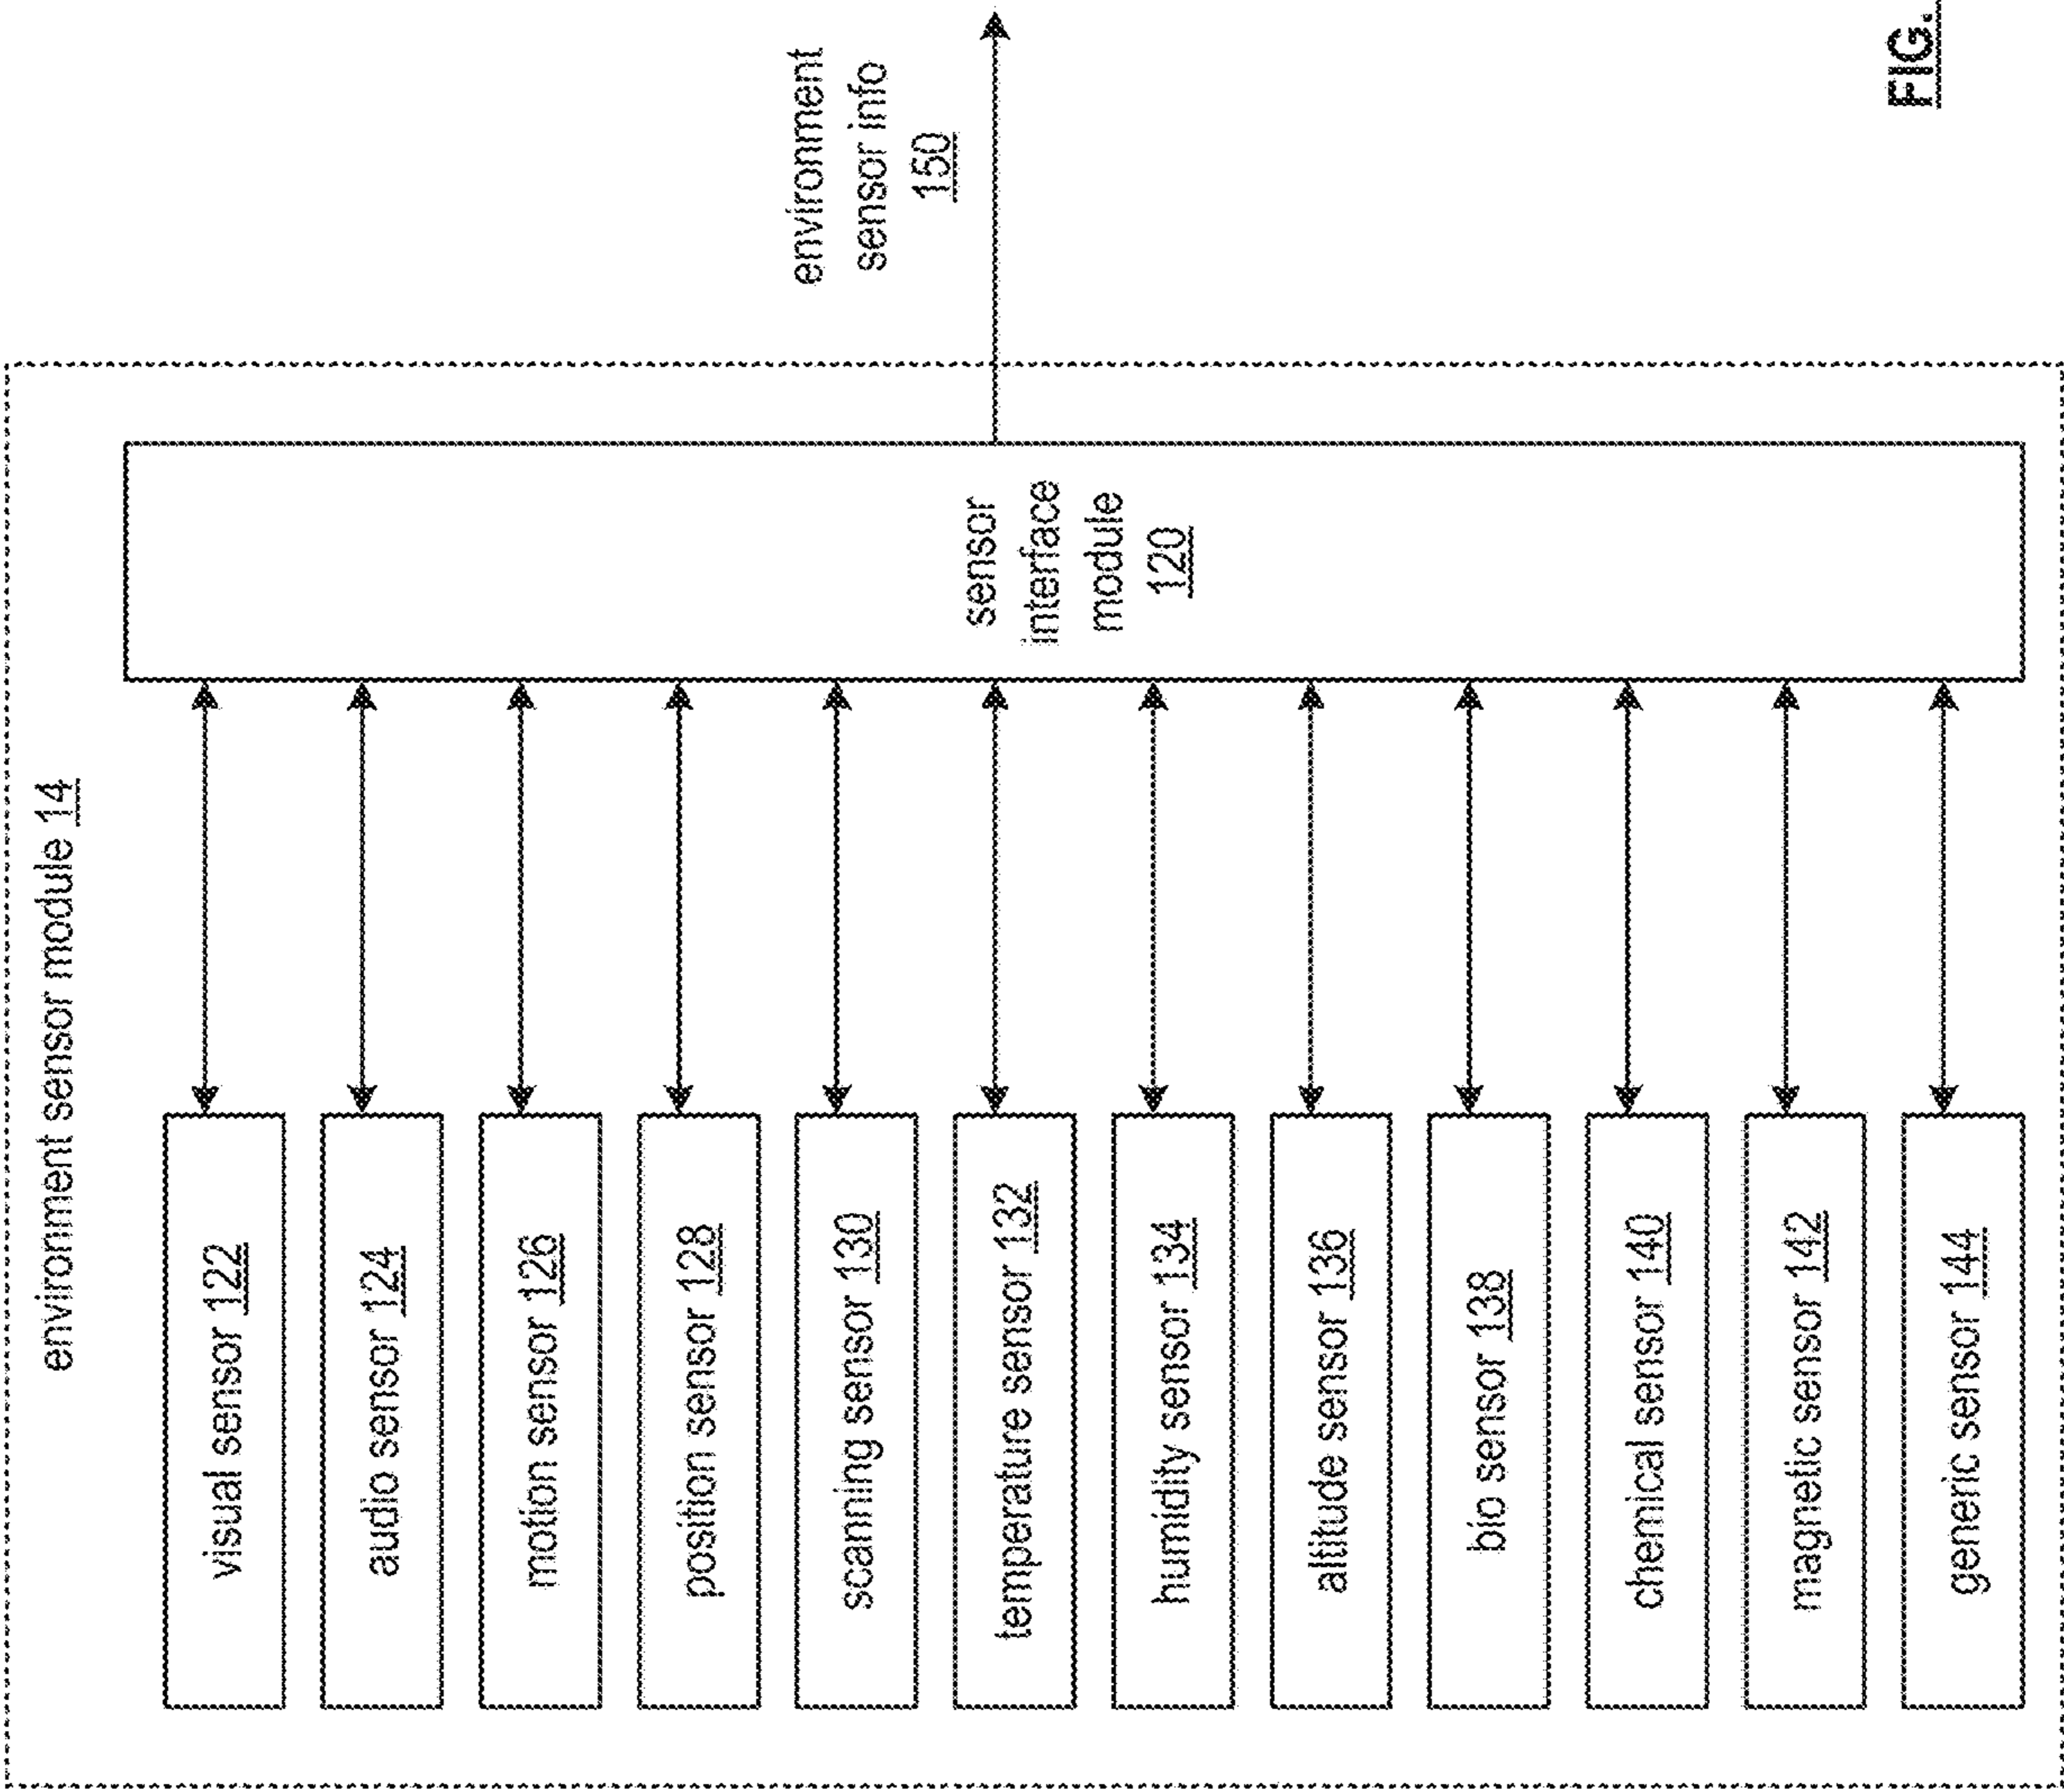 environment sensor module 14
visual sensor 122
audio sensor 124
motion sensor 126
position sensor 128
scanning sensor 130
temperature sensor 132
humidity sensor 134
altitude sensor 136
bio sensor 138
chemical sensor 140
magnetic sensor 142
generic sensor 144
sensor
interface
module
120
environment
sensor info
150
FIG.